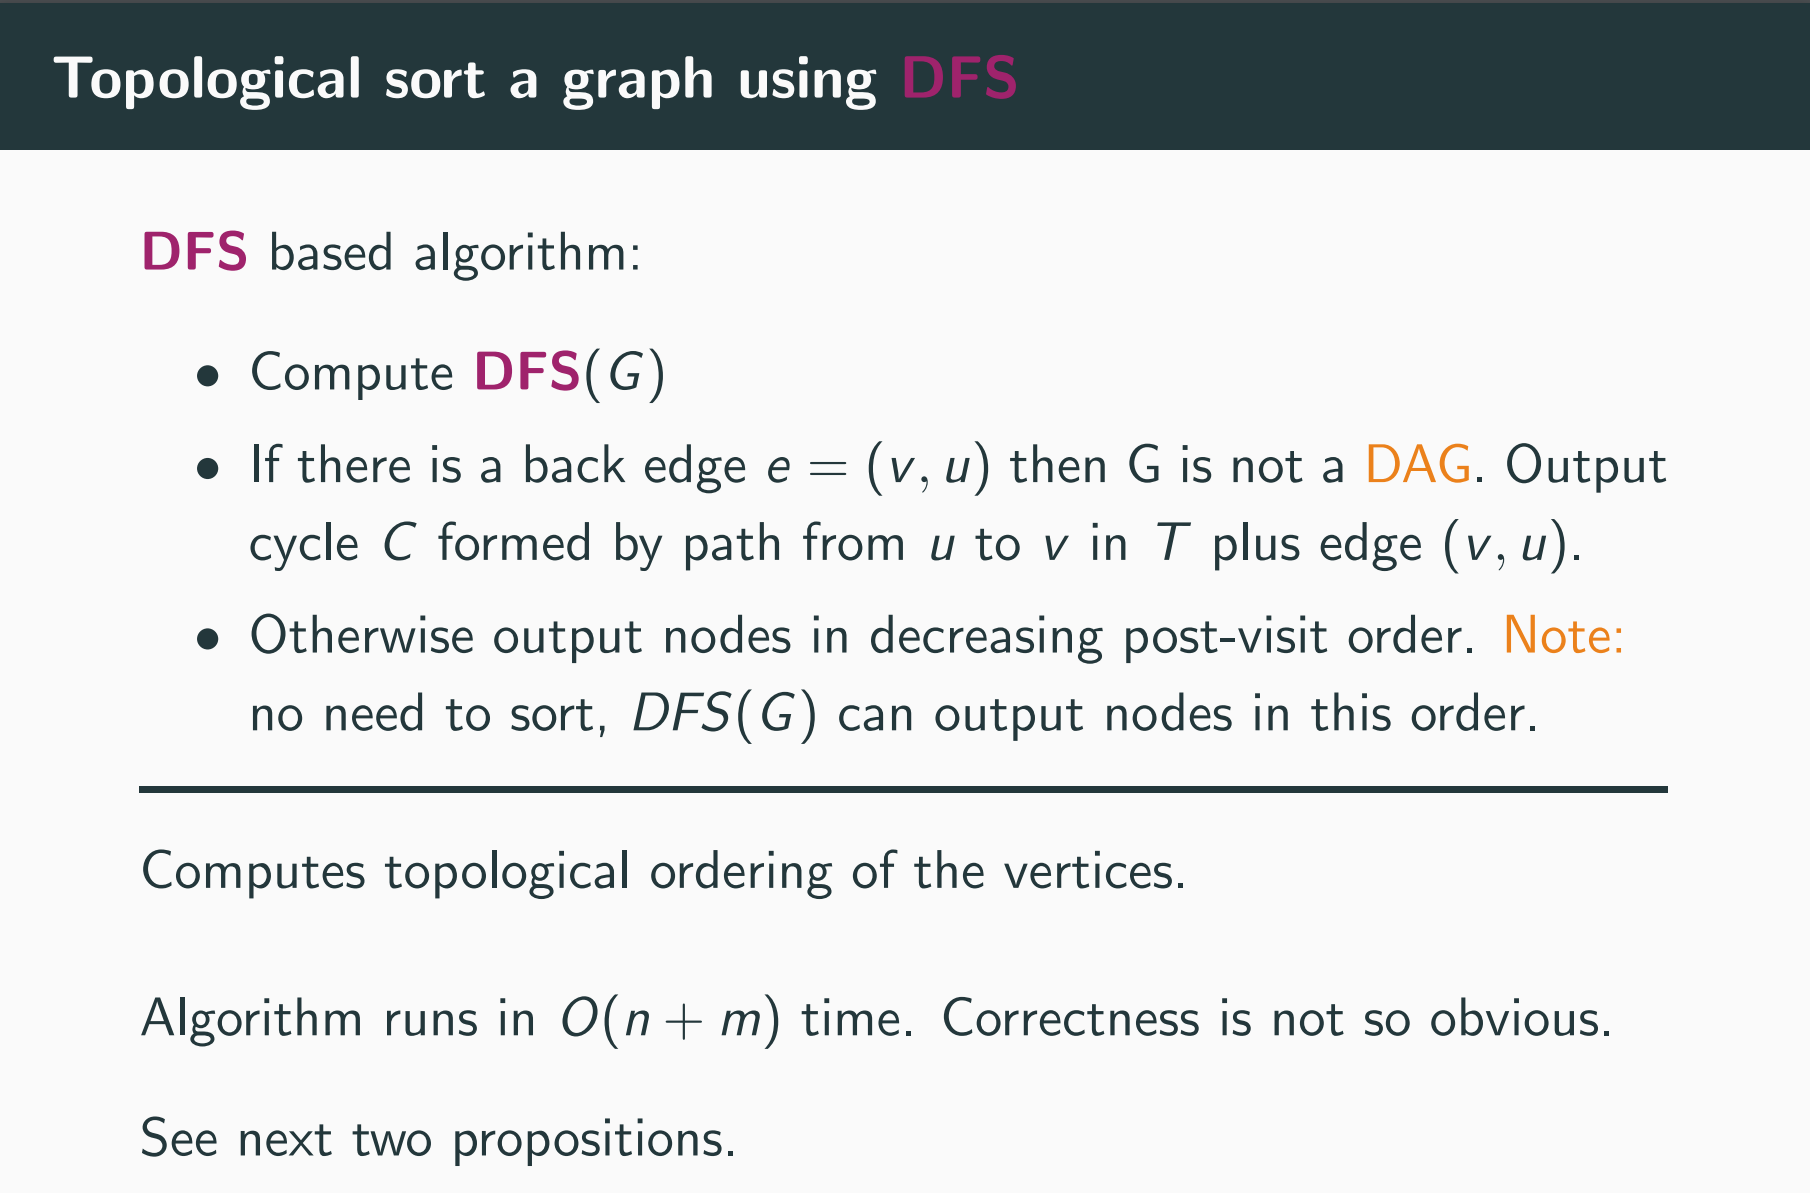 Topological sort a graph using DFS
DFS based algorithm:
• Compute DFS(G)
• If there is a back edge e = (v, u) then G is not a DAG. Output
cycle C formed by path from u to v in T plus edge (v, u).
• Otherwise output nodes in decreasing post-visit order. Note:
no need to sort, DFS(G) can output nodes in this order.
Computes topological ordering of the vertices.
Algorithm runs in O(n + m) time. Correctness is not so obvious.
See next two propositions.